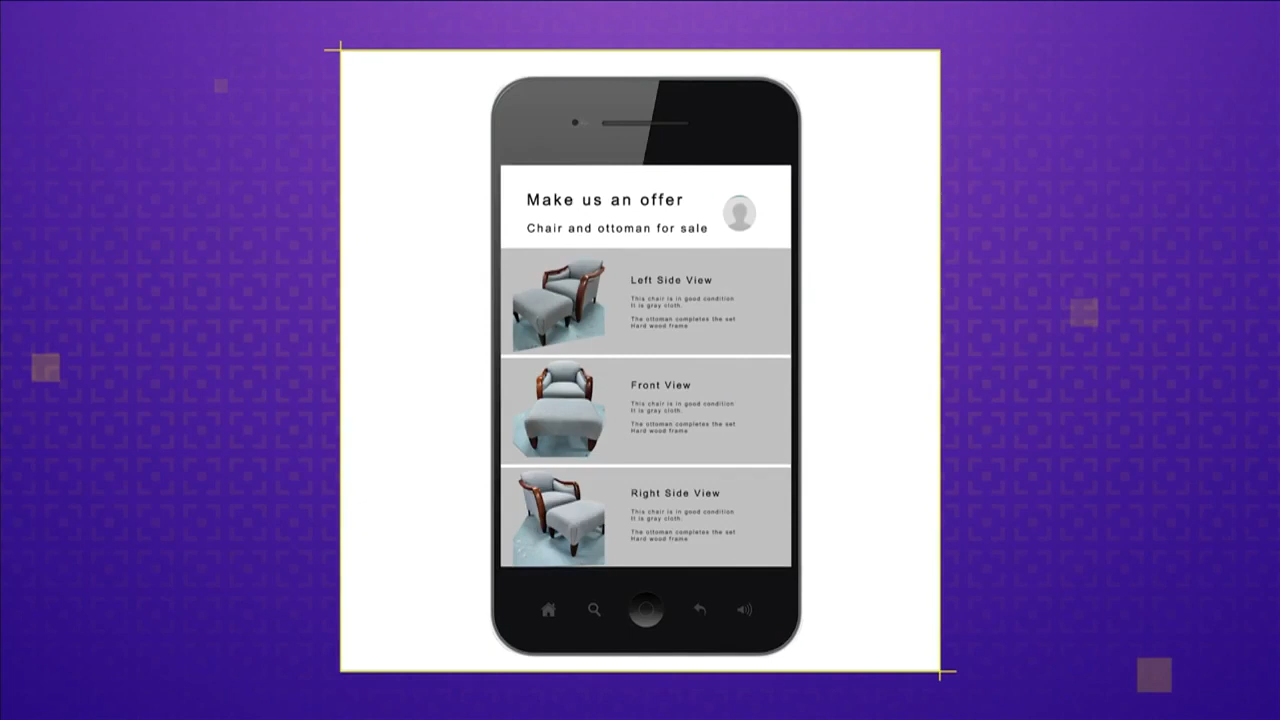 Make us an offer
Chair and ottoman for sale
Left Side View
This chair is in good condition
It is gray cloth.
The ottoman completes the set
Hard wood frame
Front View
This chair is in good condition
It is gray cloth.
The ottoman completes the set
Hard wood frame
Right Side View
This chair is in good condition
It is gray cloth.
The ottoman completes the set
Hard wood frame